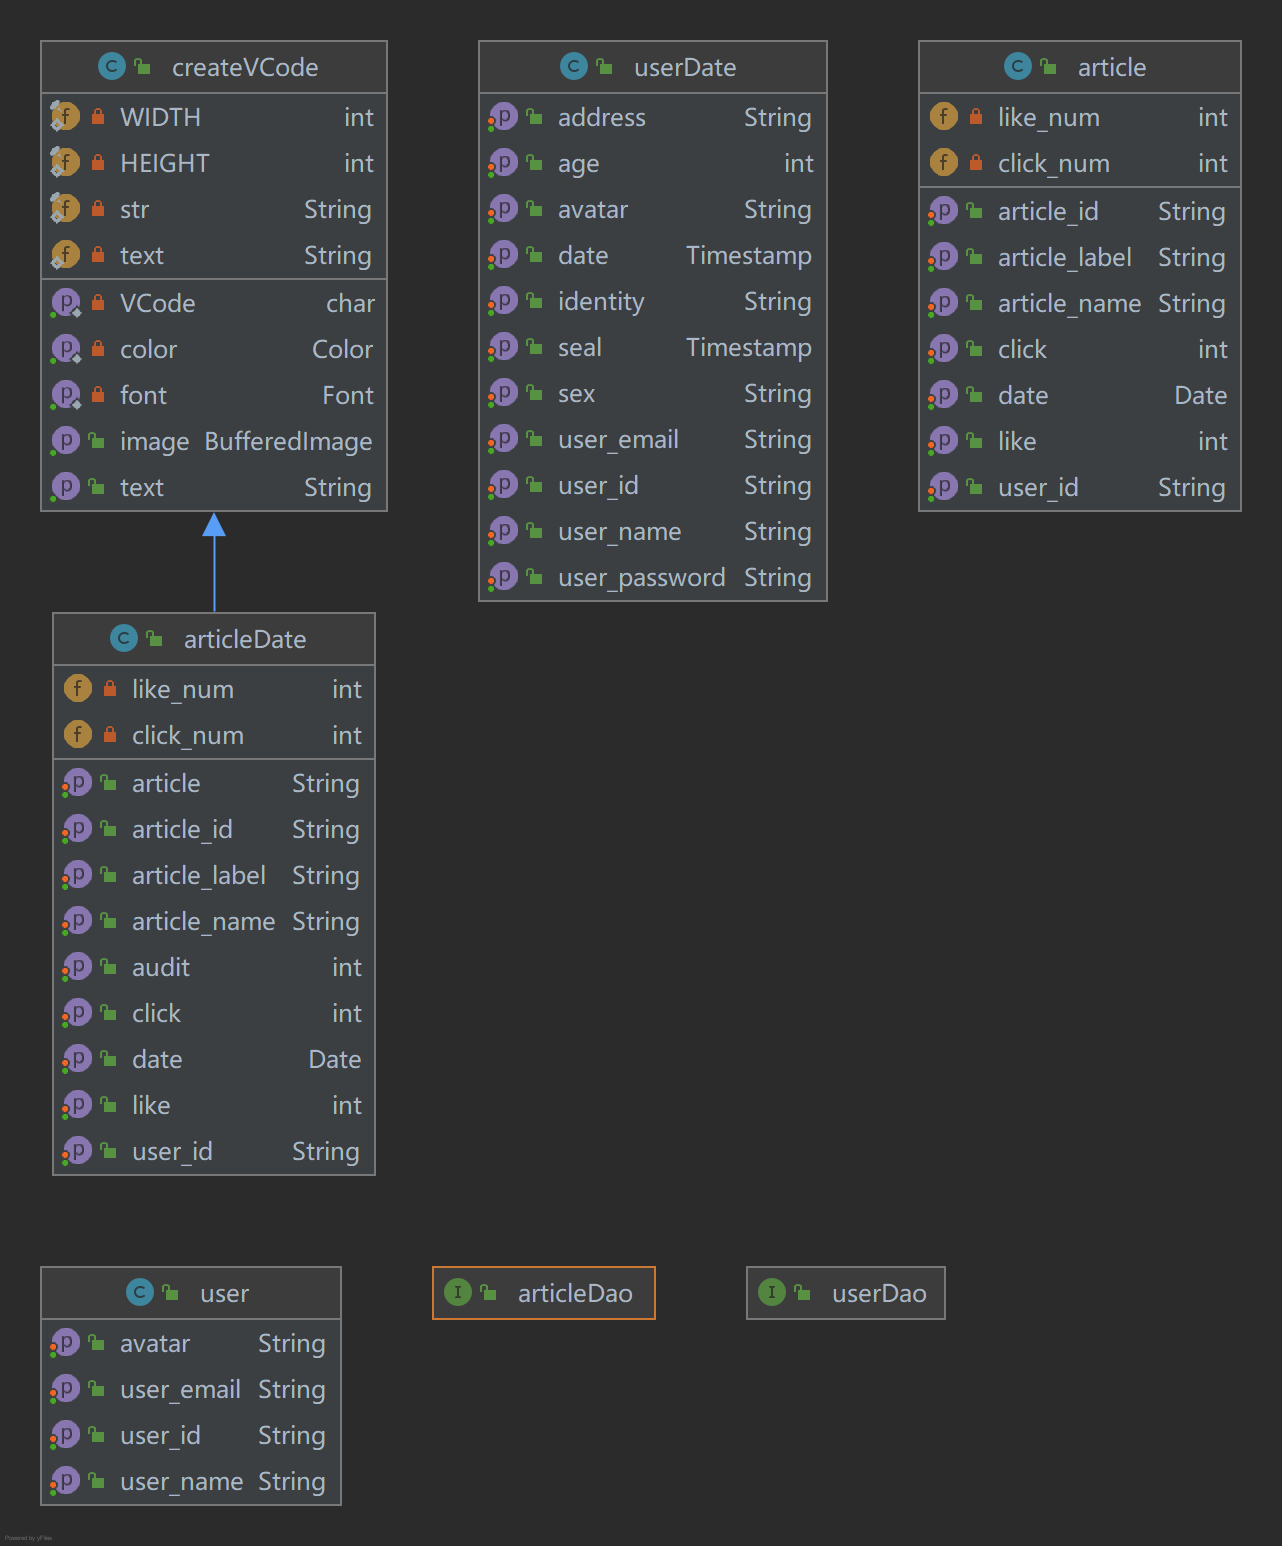 createVCode
WIDTH int
HEIGHT int
str String
text String
VCode char
color Color
font Font
image BufferedImage
text String
userDate
address String
age int
avatar String
date Timestamp
identity String
seal Timestamp
sex String
user_email String
user_id String
user_name String
user_password String
article
like_num int
click_num int
article_id String
article_label String
article_name String
click int
date Date
like int
user_id String
articleDate
like_num int
click_num int
article String
article_id String
article_label String
article_name String
audit int
click int
date Date
like int
user_id String
user
avatar String
user_email String
user_id String
user_name String
articleDao
userDao
Powered by yFiles